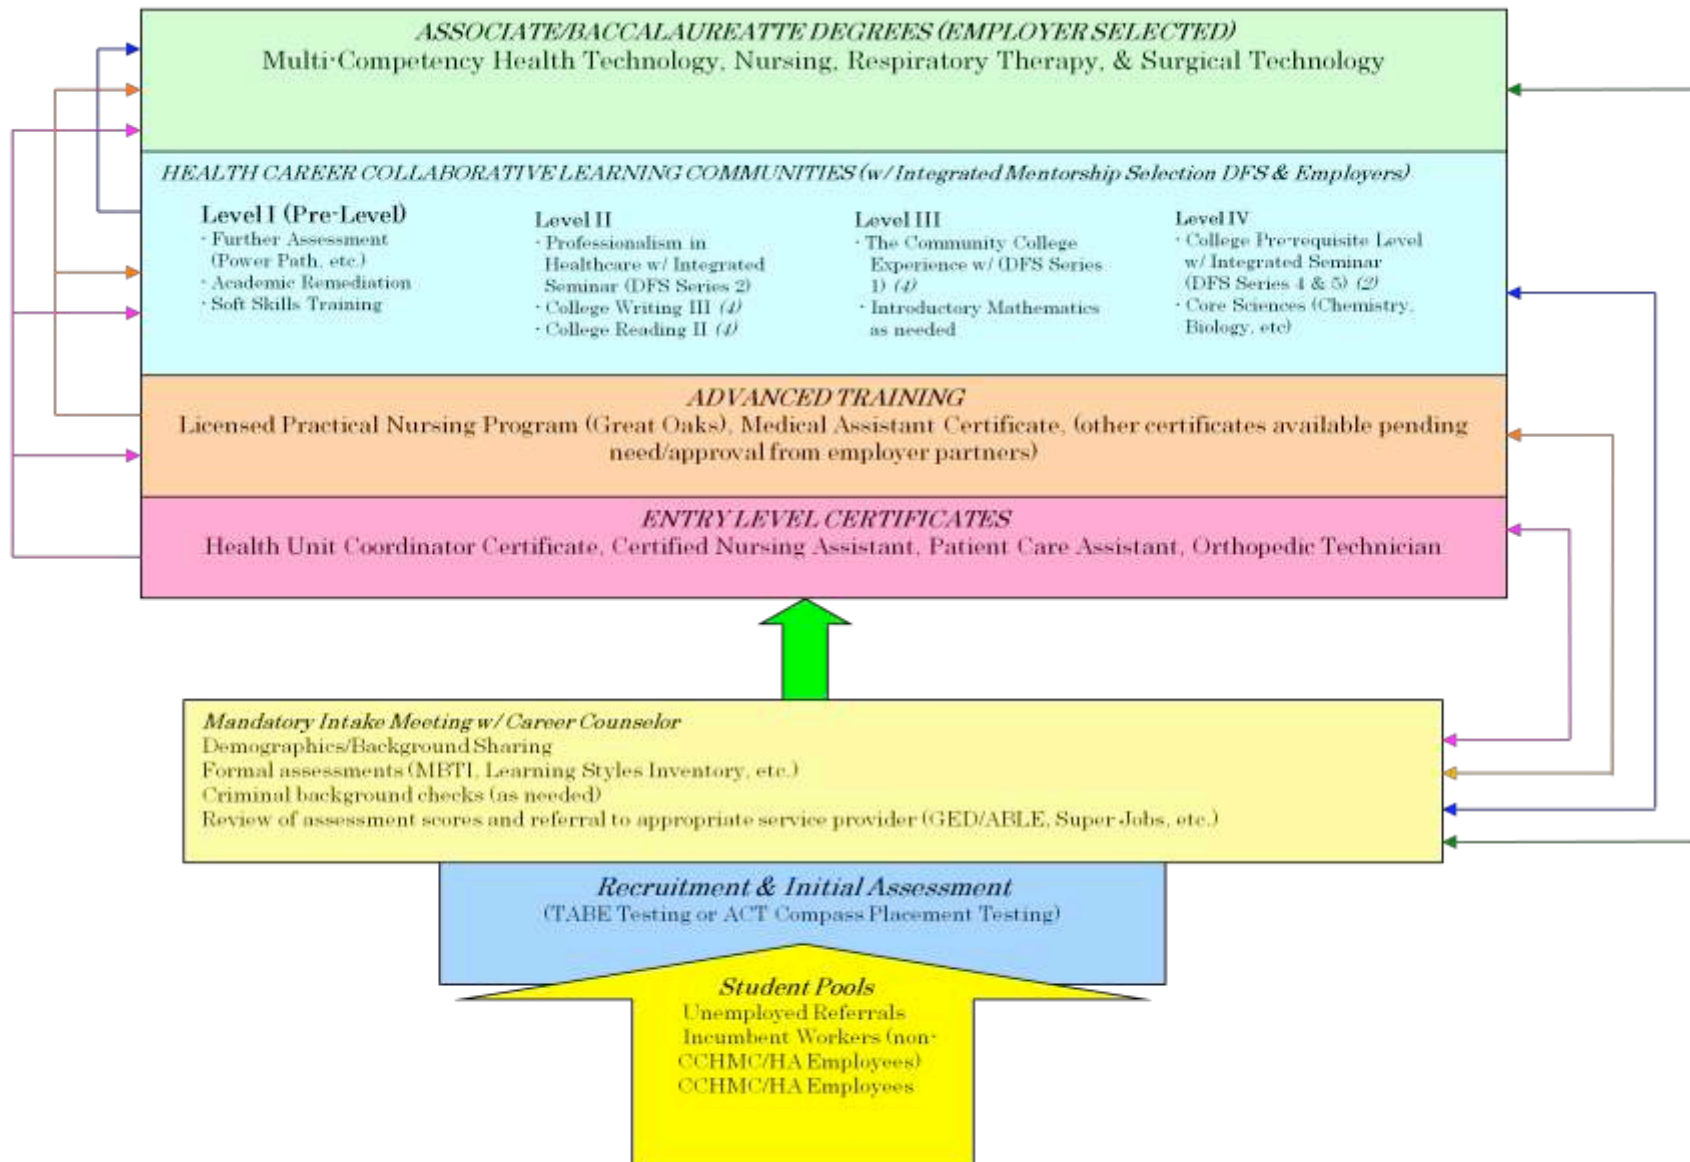 ASSOCIATE/BACCALAUREATTE DEGREES (EMPLOYER SELECTED)
Multi-Competency Health Technology, Nursing, Respiratory Therapy, & Surgical Technology
HEALTH CAREER COLLABORATIVE LEARNING COMMUNITIES (w/ Integrated Mentorship Selection DFS & Employers)
Level I (Pre-Level)
· Further Assessment
(Power Path, etc.)
· Academic Remediation
· Soft Skills Training
Level II
· Professionalism in
Healthcare w/ Integrated
Seminar (DFS Series 2)
· College Writing III (4)
· College Reading II (4)
Level III
· The Community College
Experience w/ (DFS Series
1) (4)
· Introductory Mathematics
as needed
Level IV
· College Pre-requisite Level
w/ Integrated Seminar
(DFS Series 4 & 5) (2)
· Core Sciences (Chemistry,
Biology, etc)
ADVANCED TRAINING
Licensed Practical Nursing Program (Great Oaks), Medical Assistant Certificate, (other certificates available pending
need/approval from employer partners)
ENTRY LEVEL CERTIFICATES
Health Unit Coordinator Certificate, Certified Nursing Assistant, Patient Care Assistant, Orthopedic Technician
Mandatory Intake Meeting w/ Career Counselor
Demographics/Background Sharing
Formal assessments (MBTI, Learning Styles Inventory, etc.)
Criminal background checks (as needed)
Review of assessment scores and referral to appropriate service provider (GED/ABLE, Super Jobs, etc.)
Recruitment & Initial Assessment
(TABE Testing or ACT Compass Placement Testing)
Student Pools
Unemployed Referrals
Incumbent Workers (non-
CCHMC/HA Employees)
CCHMC/HA Employees